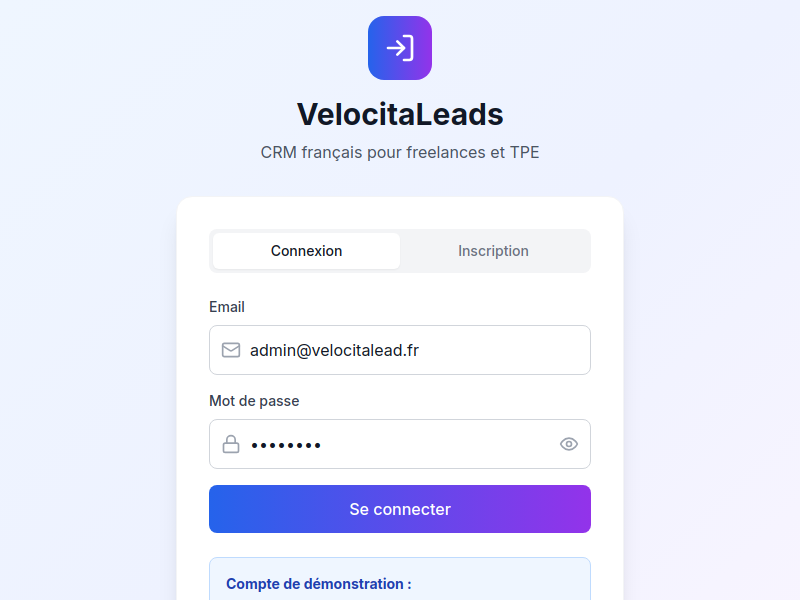 VelocitaLeads
CRM français pour freelances et TPE
Connexion
Inscription
Email
admin@velocitalead.fr
Mot de passe
••••••••
Se connecter
Compte de démonstration :